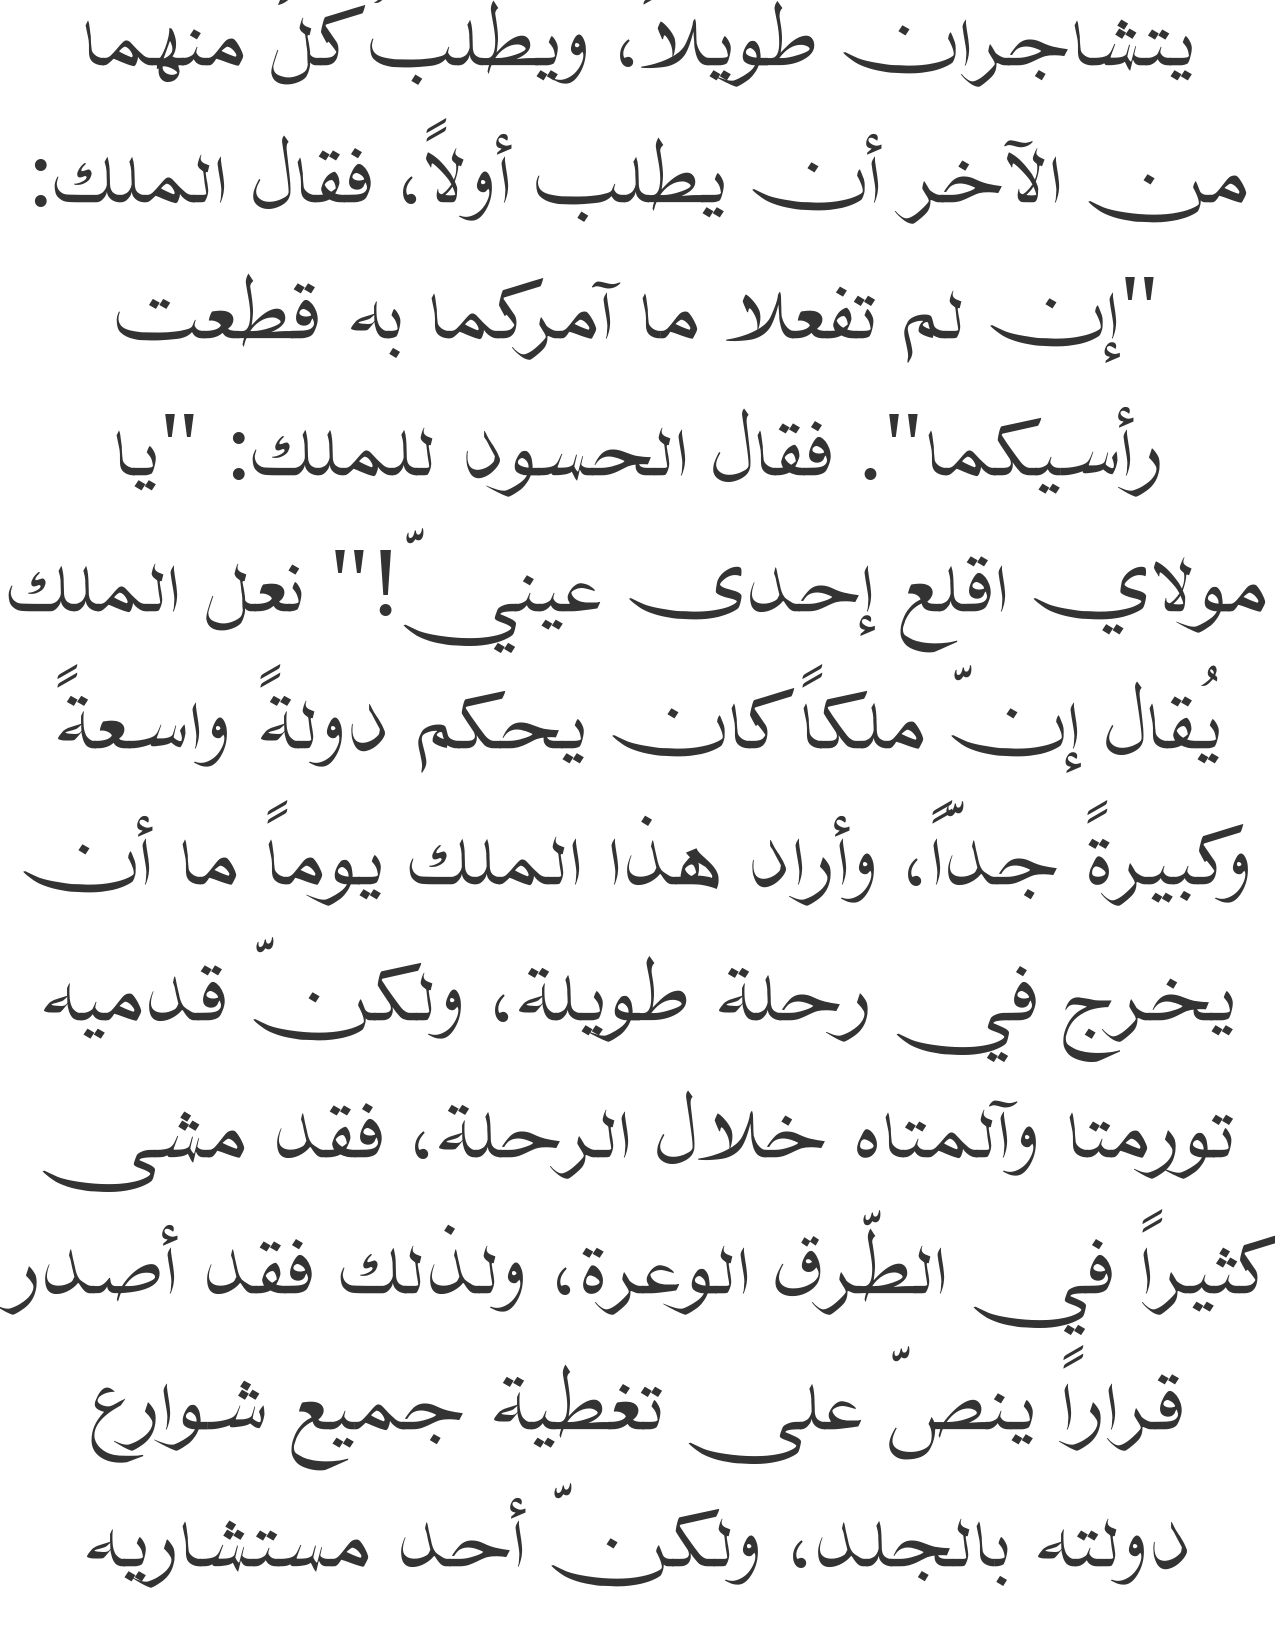 يتشاجران طويلاً، ويطلب كلّ منهما
من الآخر أن يطلب أولاً، فقال الملك:
"إن لم تفعلا ما آمركما به قطعت
رأسيكما". فقال الحسود للملك: "يا
مولاي اقلع إحدى عينيّ!" نعل الملك
يُقال إنّ ملكاً كان يحكم دولةً واسعةً
وكبيرةً جدّاً، وأراد هذا الملك يوماً ما أن
يخرج في رحلة طويلة، ولكنّ قدميه
تورمتا وآلمتاه خلال الرحلة، فقد مشى
كثيراً في الطّرق الوعرة، ولذلك فقد أصدر
قراراً ينصّ على تغطية جميع شوارع
دولته بالجلد، ولكنّ أحد مستشاريه